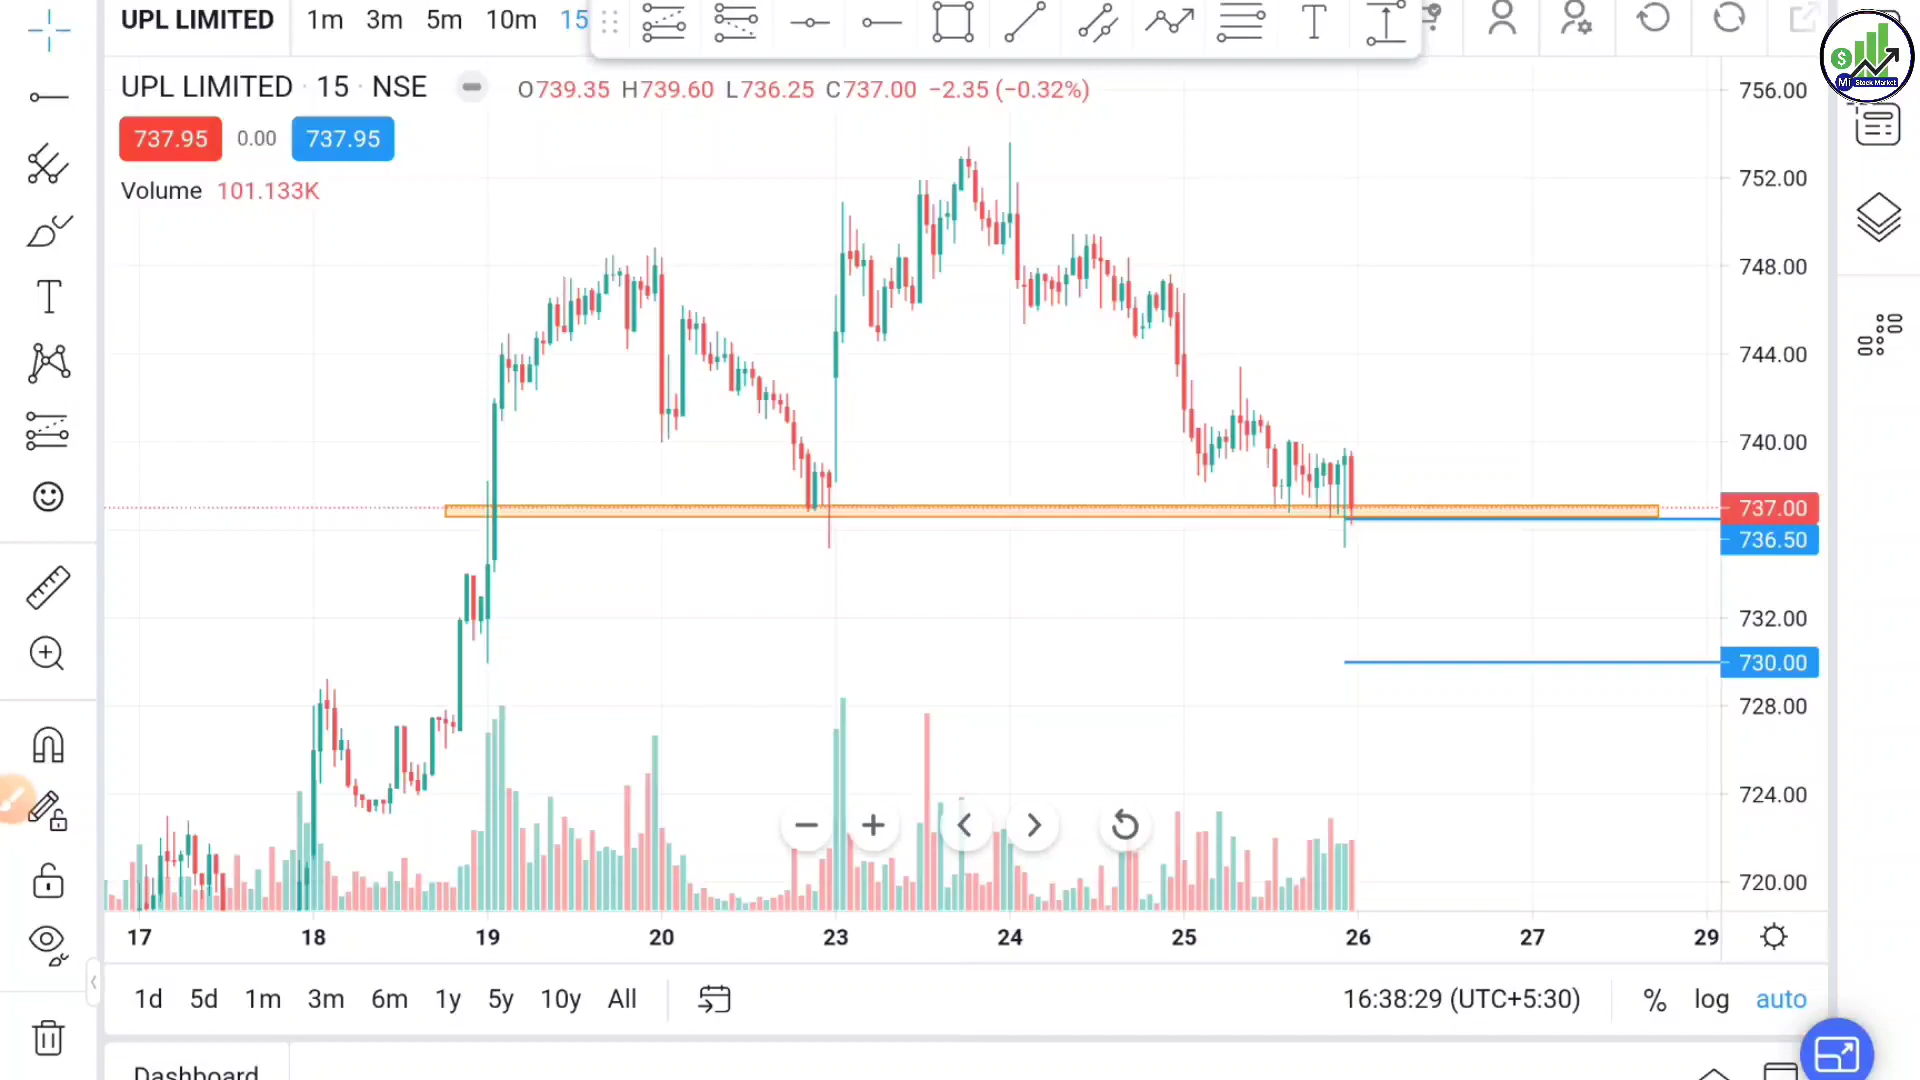 UPL LIMITED 1m 3m 5m 10m 15
UPL LIMITED · 15 · NSE O739.35 H739.60 L736.25 C737.00 −2.35 (−0.32%)
737.95 0.00 737.95
Volume 101.133K
$
Mi Stock Market
756.00
752.00
748.00
744.00
740.00
737.00
736.50
732.00
730.00
728.00
724.00
720.00
17 18 19 20 23 24 25 26 27 29
1d 5d 1m 3m 6m 1y 5y 10y All 16:38:29 (UTC+5:30) % log auto
Dashboard